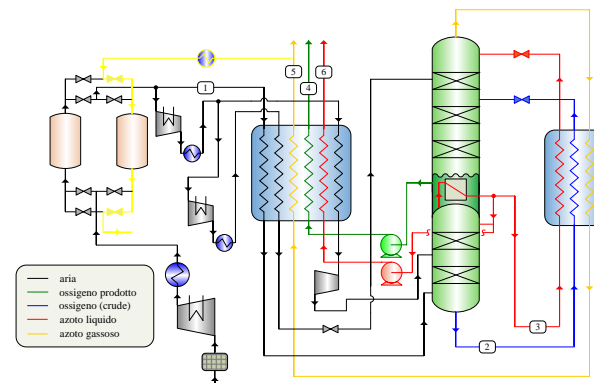 5
6
4
1
2
3
aria
ossigeno prodotto
ossigeno (crude)
azoto liquido
azoto gassoso